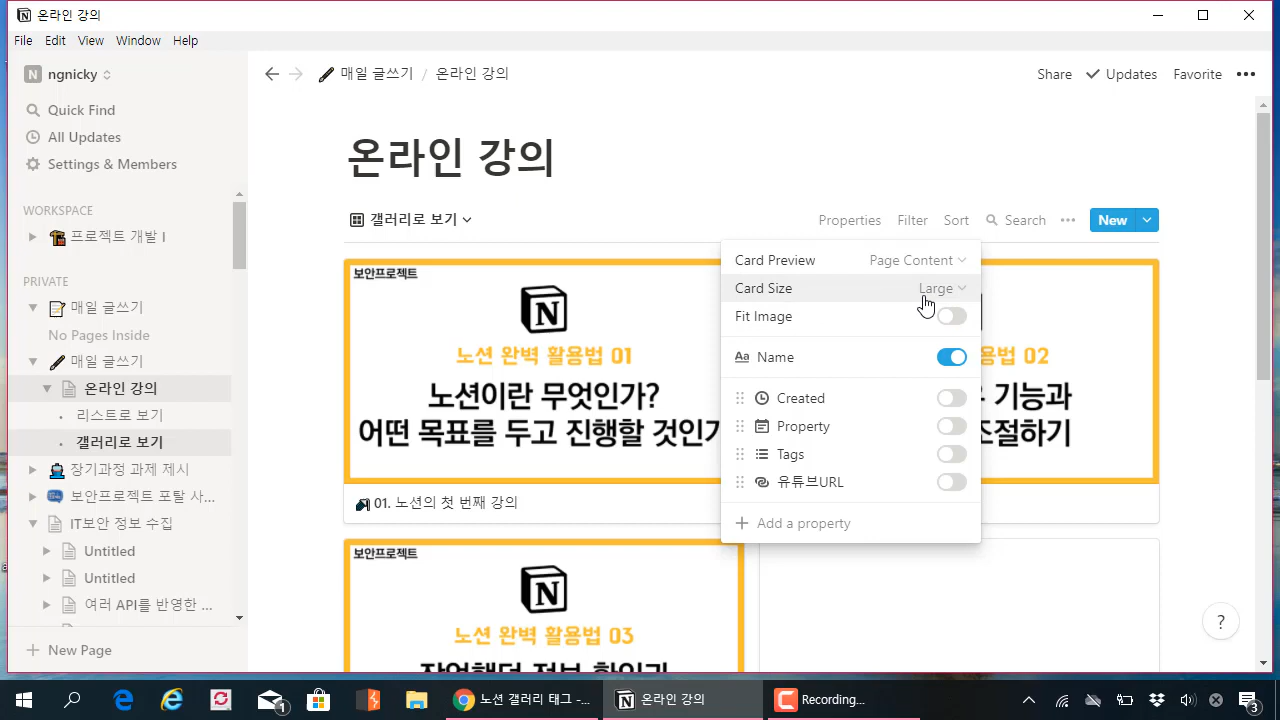 온라인 강의
File Edit View Window Help
N ngnicky
Quick Find
All Updates
Settings & Members
WORKSPACE
프로젝트 개발 I
PRIVATE
매일 글쓰기
No Pages Inside
매일 글쓰기
온라인 강의
리스트로 보기
갤러리로 보기
장기과정 과제 제시
보안프로젝트 포탈 사...
IT보안 정보 수집
Untitled
Untitled
여러 API를 반영한 ...
New Page
매일 글쓰기 / 온라인 강의
Share Updates Favorite
온라인 강의
갤러리로 보기
Properties Filter Sort Search New
Card Preview Page Content
Card Size Large
Fit Image
Aa Name
Created
Property
Tags
유튜브URL
Add a property
보안프로젝트
N
노션 완벽 활용법 01
노션이란 무엇인가?
어떤 목표를 두고 진행할 것인가
01. 노션의 첫 번째 강의
02
기능과
조절하기
보안프로젝트
N
노션 완벽 활용법 03
?
노션 갤러리 태그 -...
온라인 강의
Recording...
1
3